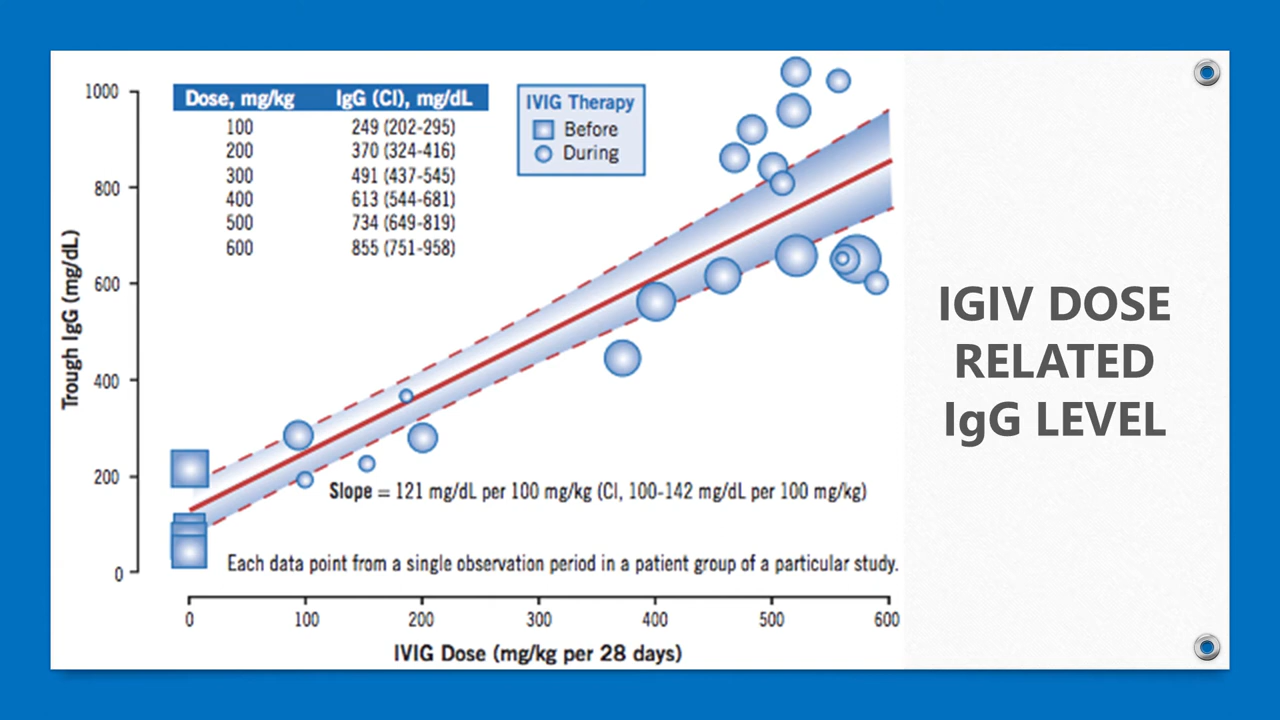 1000
800
600
400
200
0
Trough IgG (mg/dL)
Dose, mg/kg IgG (CI), mg/dL
100 249 (202-295)
200 370 (324-416)
300 491 (437-545)
400 613 (544-681)
500 734 (649-819)
600 855 (751-958)
IVIG Therapy
Before
During
Slope = 121 mg/dL per 100 mg/kg (CI, 100-142 mg/dL per 100 mg/kg)
Each data point from a single observation period in a patient group of a particular study.
0 100 200 300 400 500 600
IVIG Dose (mg/kg per 28 days)
IGIV DOSE
RELATED
IgG LEVEL